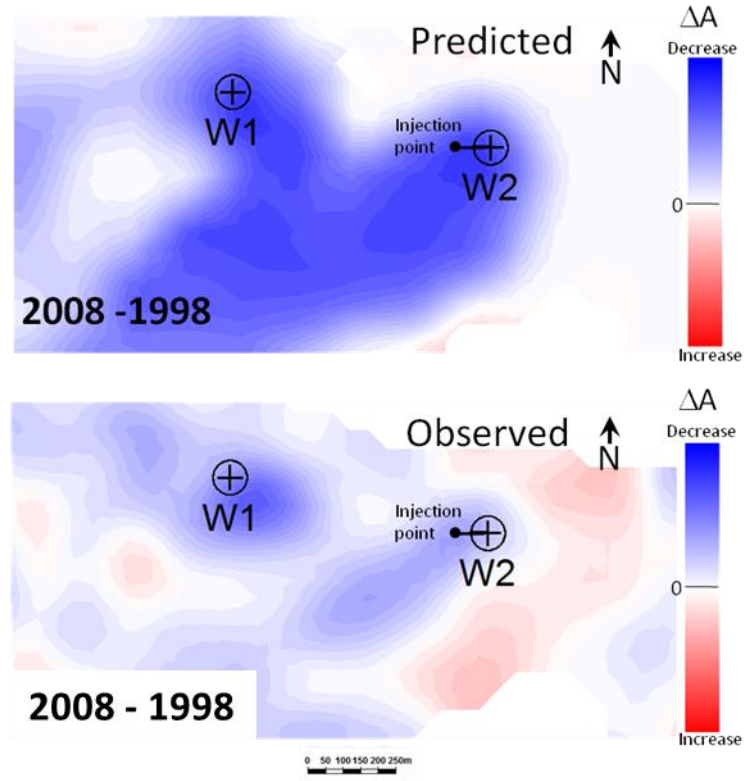 Predicted
N
ΔA
Decrease
W1
Injection
point
W2
0
2008 -1998
Increase
Observed
N
ΔA
Decrease
W1
Injection
point
W2
0
2008 - 1998
Increase
0 50 100 150 200 250m